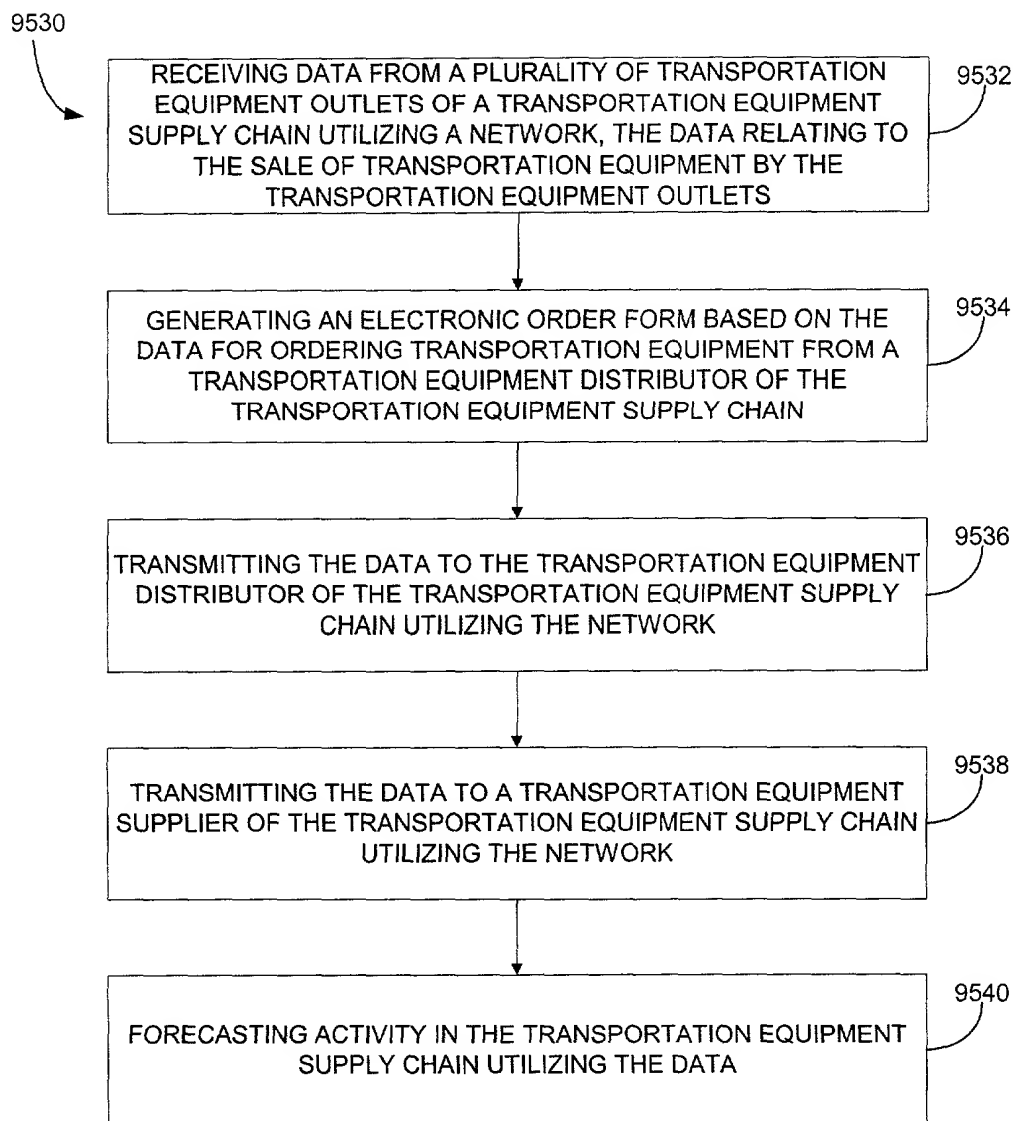 9530
RECEIVING DATA FROM A PLURALITY OF TRANSPORTATION
EQUIPMENT OUTLETS OF A TRANSPORTATION EQUIPMENT
SUPPLY CHAIN UTILIZING A NETWORK, THE DATA RELATING TO
THE SALE OF TRANSPORTATION EQUIPMENT BY THE
TRANSPORTATION EQUIPMENT OUTLETS
9532
GENERATING AN ELECTRONIC ORDER FORM BASED ON THE
DATA FOR ORDERING TRANSPORTATION EQUIPMENT FROM A
TRANSPORTATION EQUIPMENT DISTRIBUTOR OF THE
TRANSPORTATION EQUIPMENT SUPPLY CHAIN
9534
TRANSMITTING THE DATA TO THE TRANSPORTATION EQUIPMENT
DISTRIBUTOR OF THE TRANSPORTATION EQUIPMENT SUPPLY
CHAIN UTILIZING THE NETWORK
9536
TRANSMITTING THE DATA TO A TRANSPORTATION EQUIPMENT
SUPPLIER OF THE TRANSPORTATION EQUIPMENT SUPPLY CHAIN
UTILIZING THE NETWORK
9538
FORECASTING ACTIVITY IN THE TRANSPORTATION EQUIPMENT
SUPPLY CHAIN UTILIZING THE DATA
9540